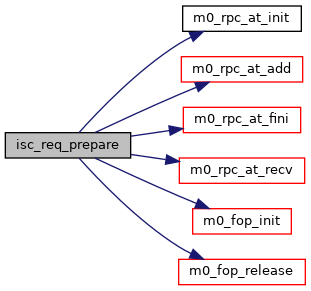 m0_rpc_at_init
m0_rpc_at_add
m0_rpc_at_fini
isc_req_prepare
m0_rpc_at_recv
m0_fop_init
m0_fop_release